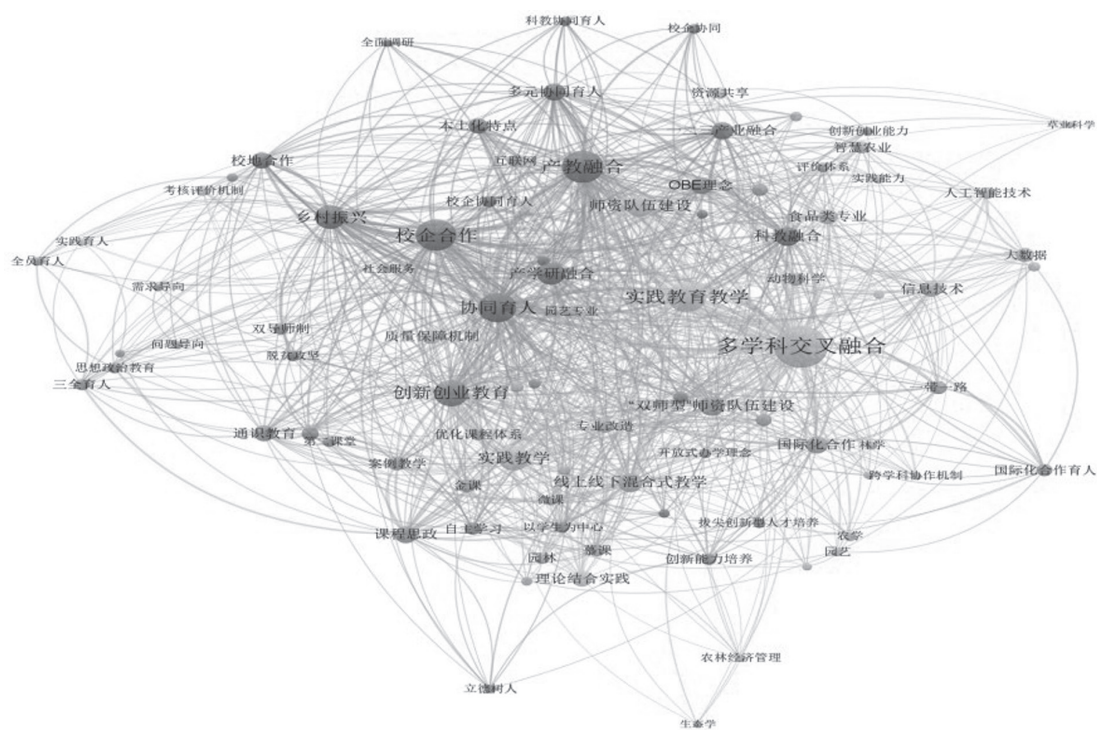 科教协同育人
校企协同
全面调研
多元协同育人
资源共享
本土化特点
一二三产业融合
创新创业能力
草业科学
智慧农业
校地合作
互联网
产教融合
评价体系
实践能力
考核评价机制
OBE理念
人工智能技术
校企协同育人
师资队伍建设
乡村振兴
食品类专业
校企合作
科教融合
实践育人
全员育人
大数据
社会服务
产学研融合
动物科学
需求导向
信息技术
实践教育教学
协同育人
园艺专业
双导师制
质量保障机制
问题导向
多学科交叉融合
脱贫攻坚
思想政治教育
三全育人
一带一路
创新创业教育
“双师型”师资队伍建设
专业改造
通识教育
第二课堂
优化课程体系
国际化合作
林学
开放式办学理念
实践教学
案例教学
国际化合作育人
跨学科协作机制
线上线下混合式教学
金课
微课
拔尖创新型人才培养
自主学习
以学生为中心
课程思政
农学
园艺
慕课
园林
创新能力培养
理论结合实践
农林经济管理
立德树人
生态学